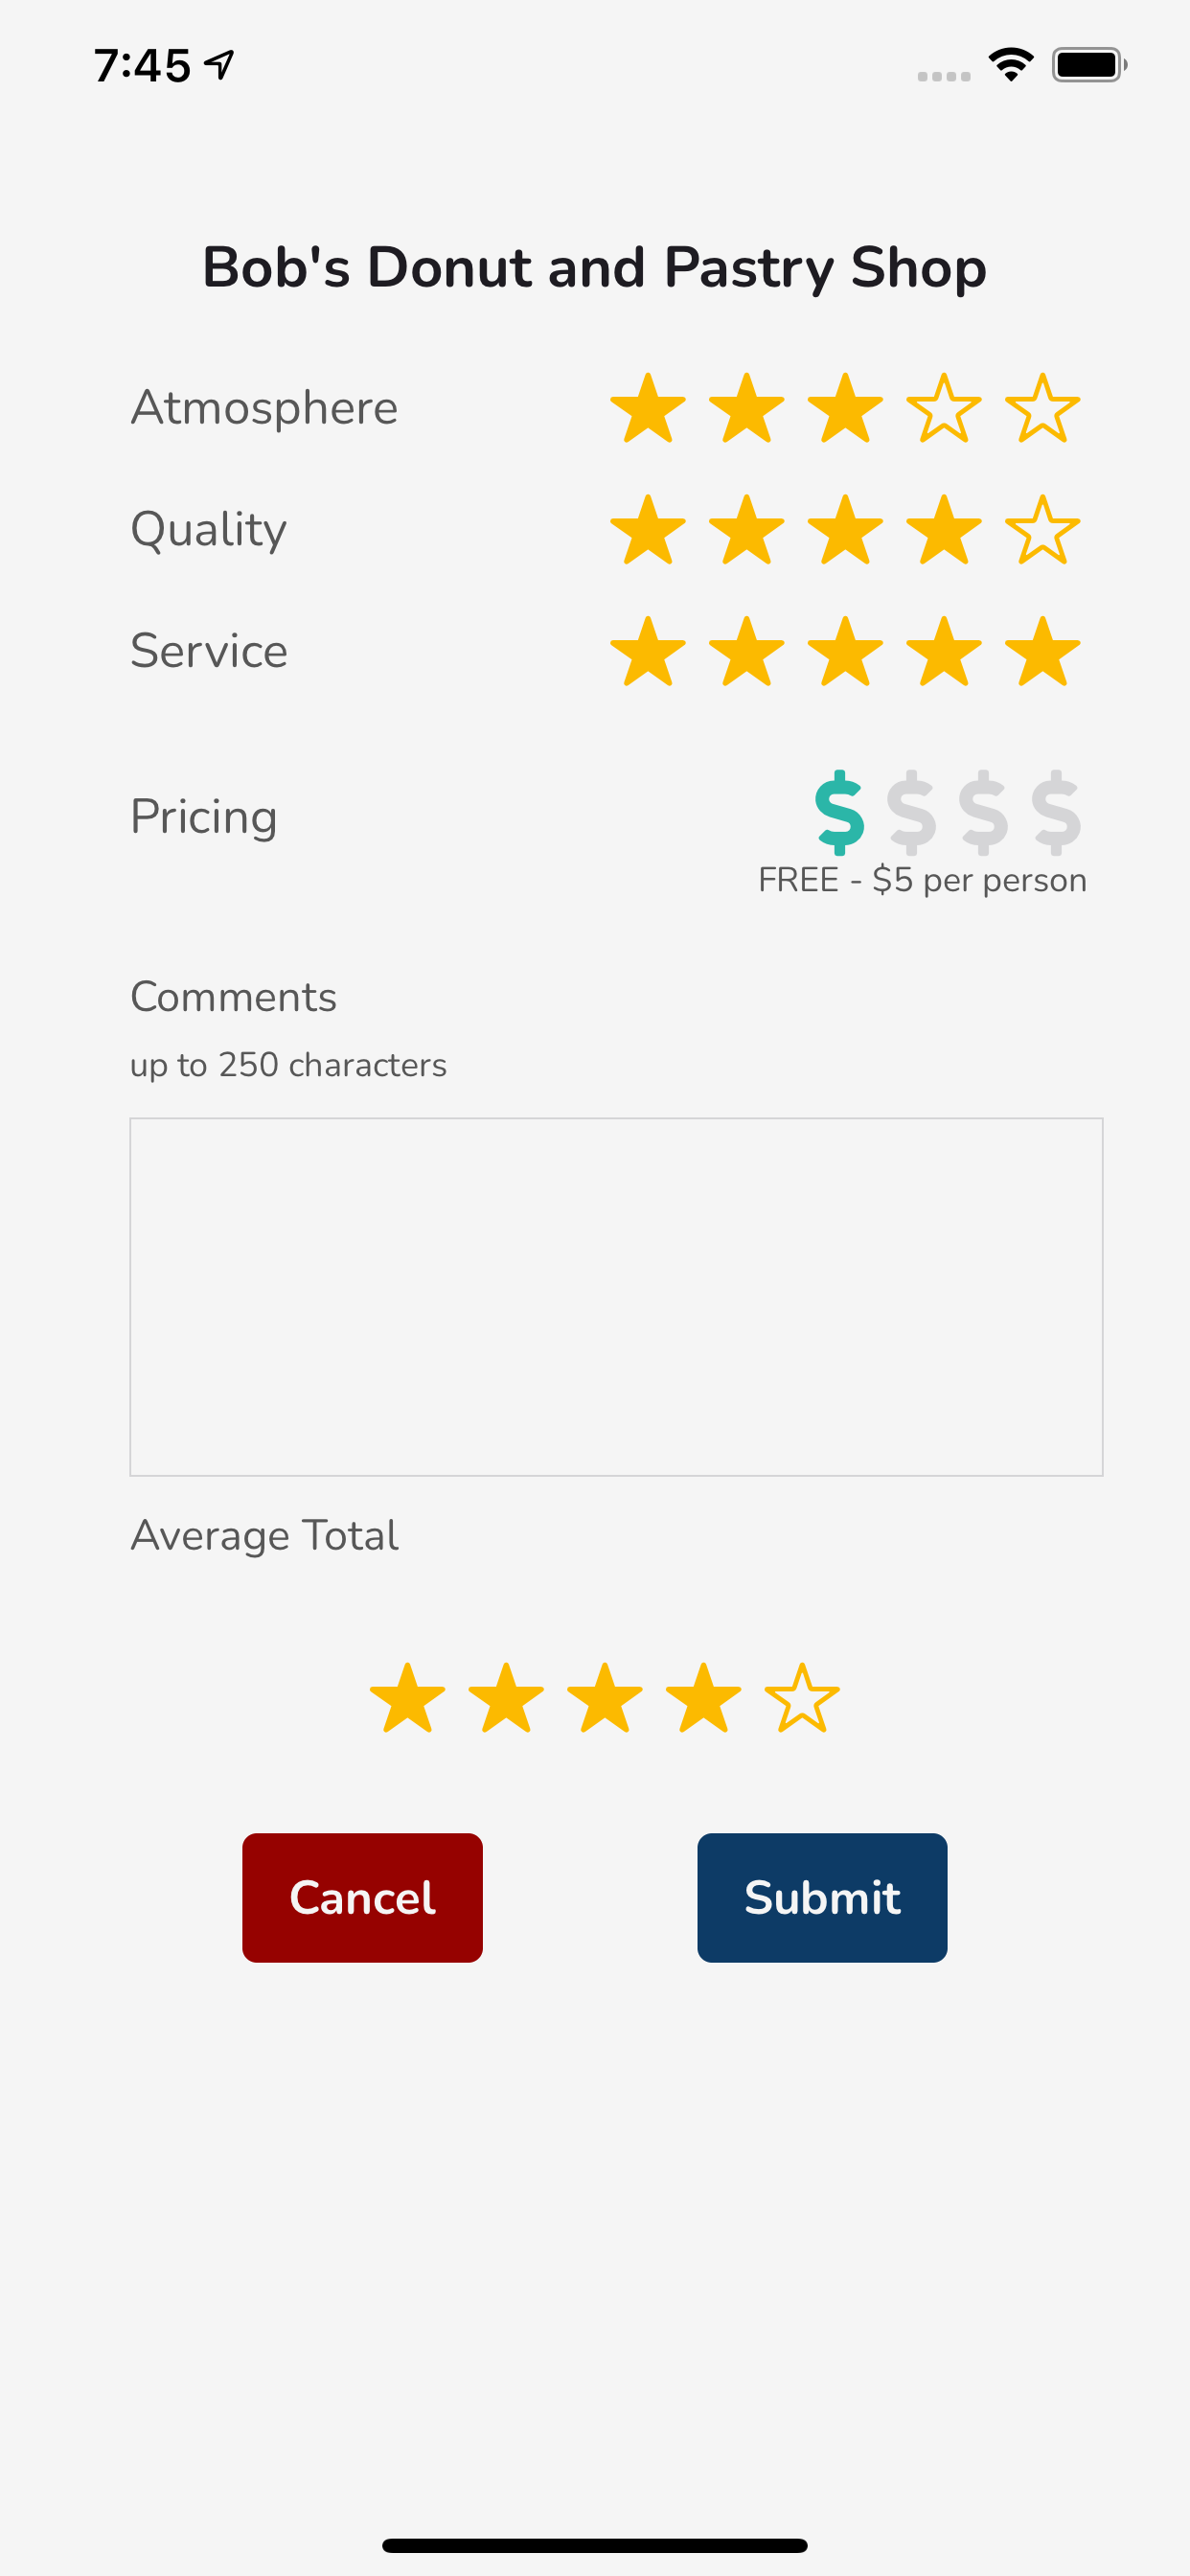 7:45
Bob's Donut and Pastry Shop
Atmosphere
Quality
Service
Pricing
$ $ $ $
FREE - $5 per person
Comments
up to 250 characters
Average Total
Cancel
Submit